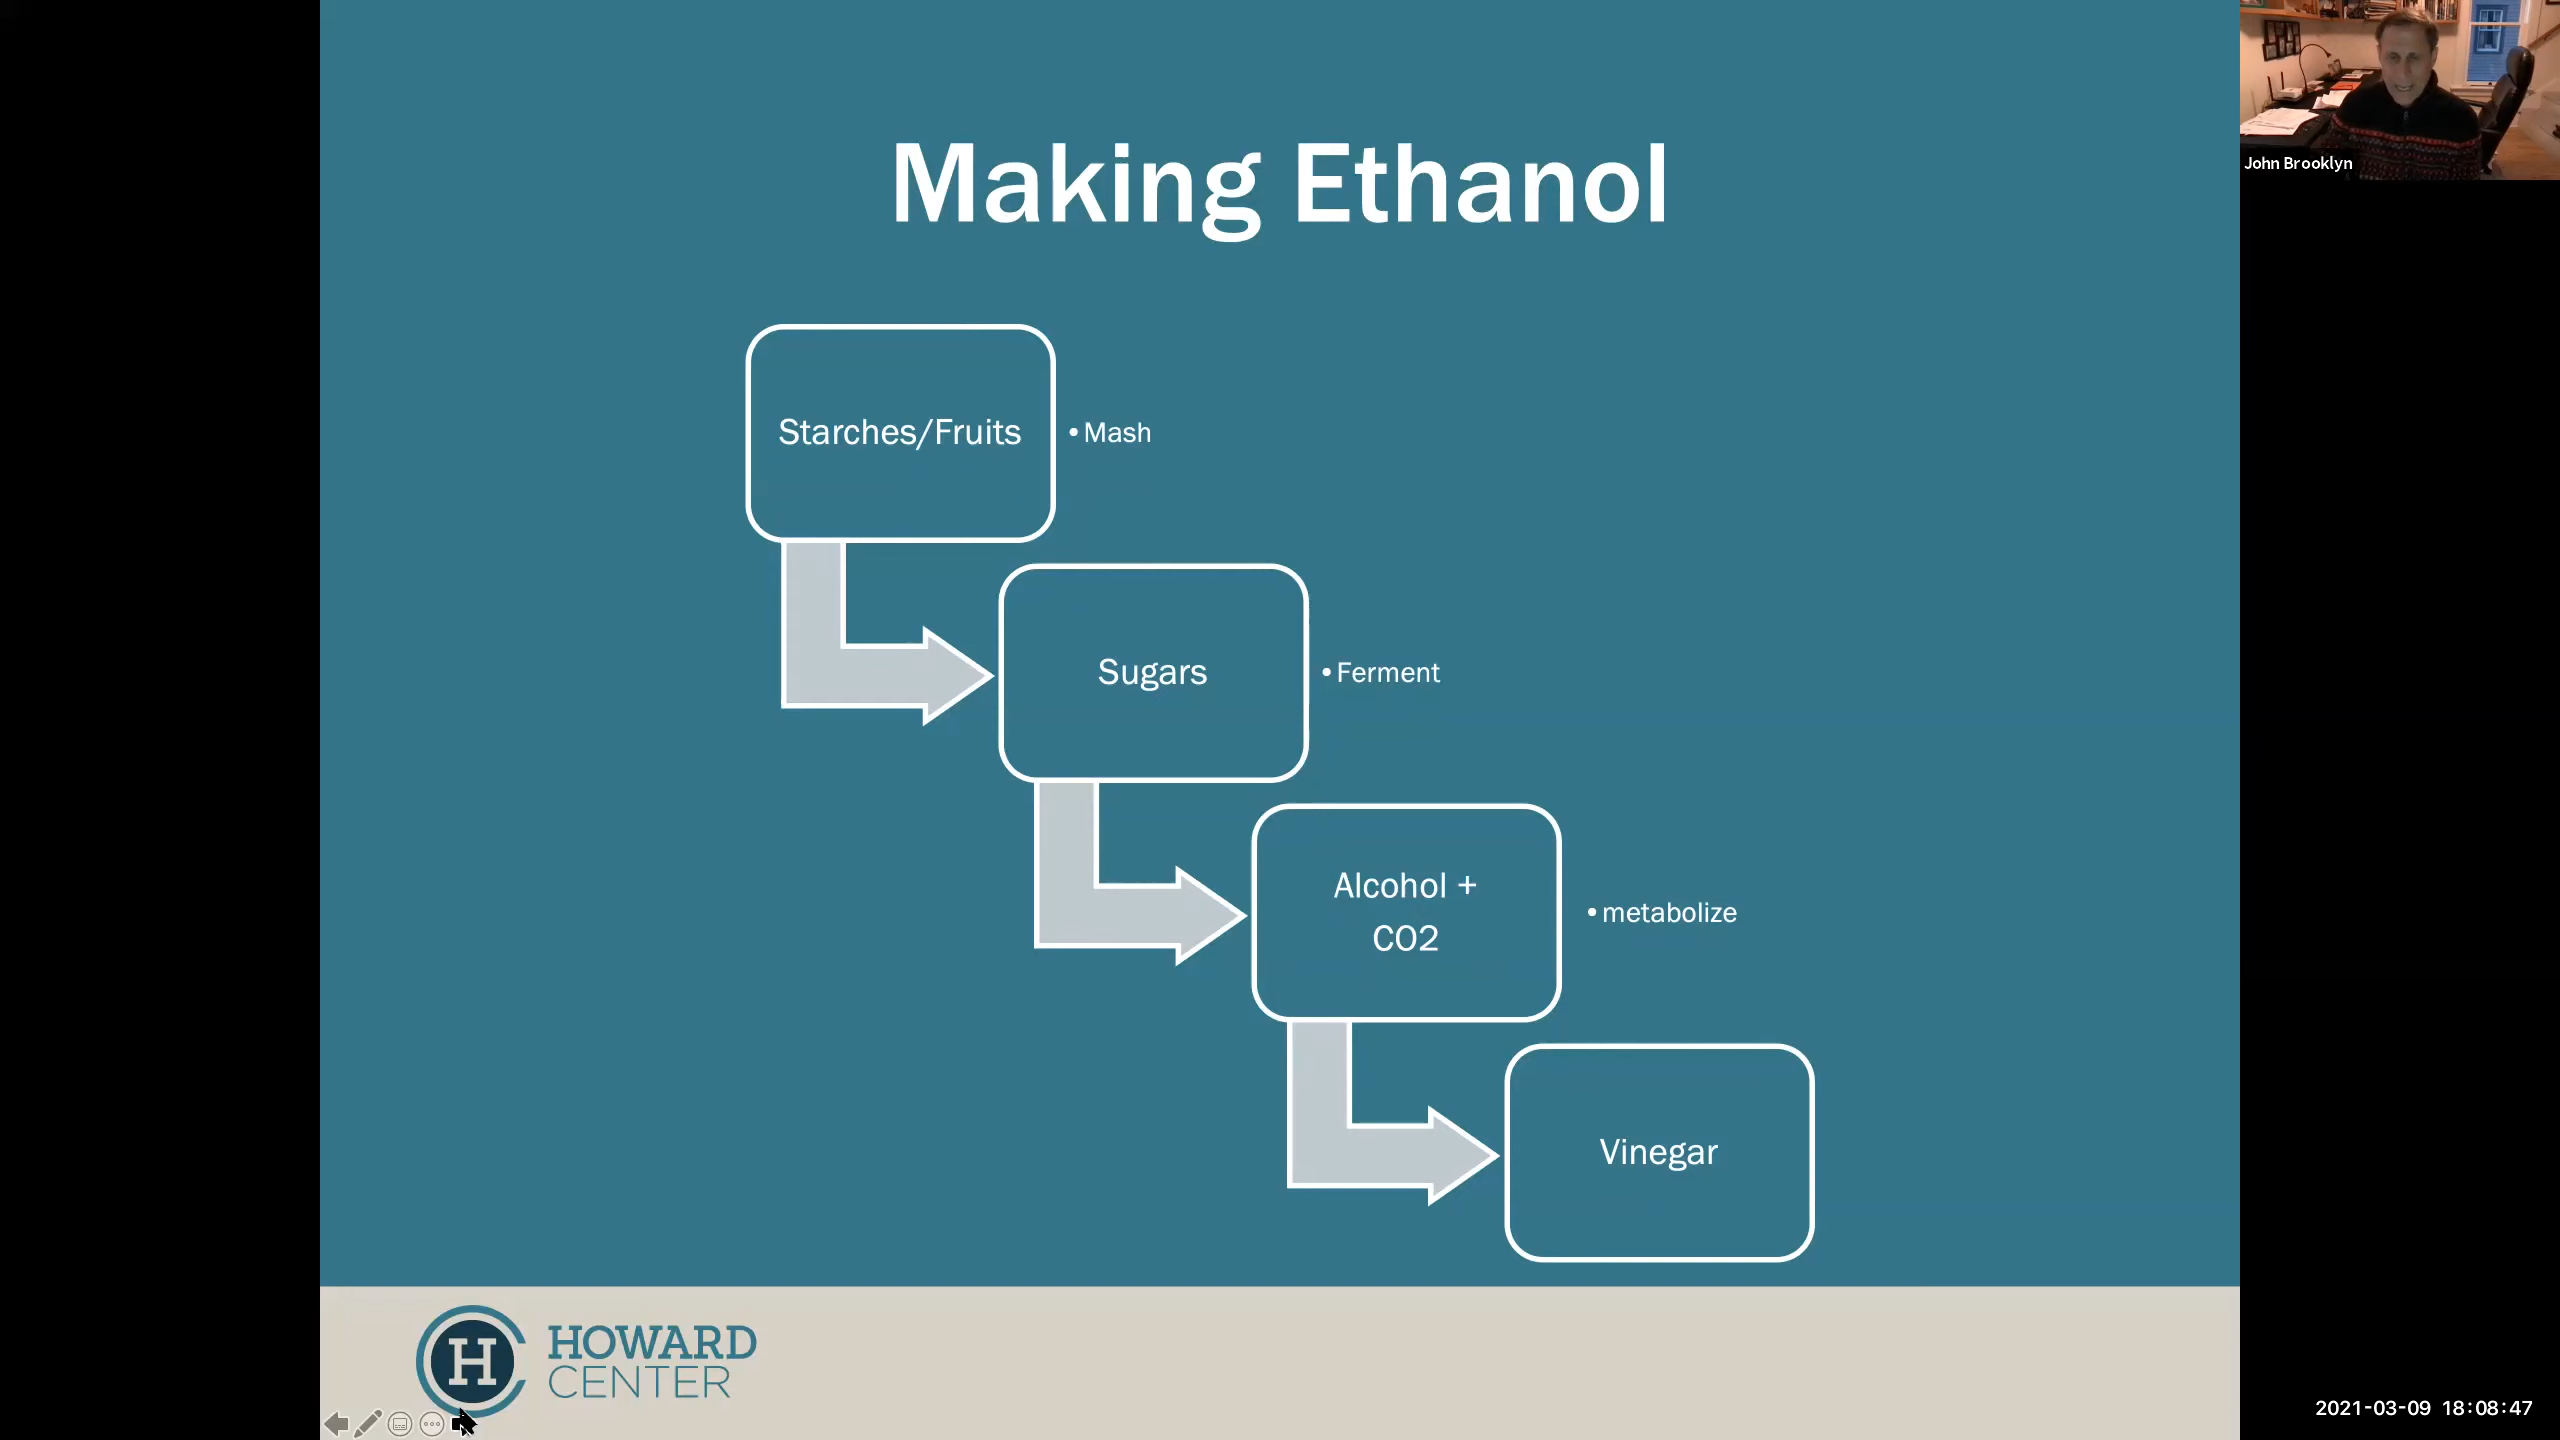 Making Ethanol
Starches/Fruits
• Mash
Sugars
• Ferment
Alcohol +
CO2
• metabolize
Vinegar
H
HOWARD
CENTER
John Brooklyn
2021-03-09 18:08:47